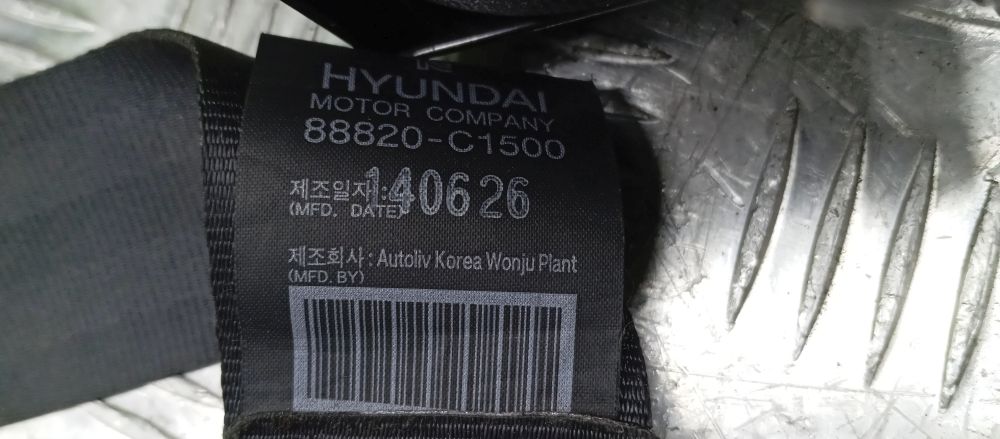 HYUNDAI
MOTOR COMPANY
88820-C1500
제조일자: 140626
(MFD. DATE)
제조회사: Autoliv Korea Wonju Plant
(MFD. BY)